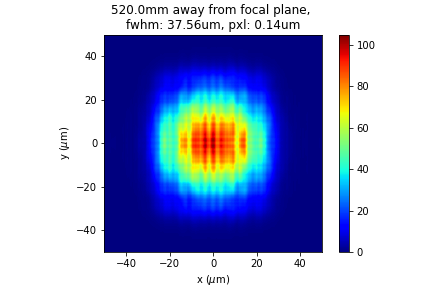 520.0mm away from focal plane,
fwhm: 37.56um, pxl: 0.14um
40
20
0
−20
−40
y (μm)
−40 −20 0 20 40
x (μm)
100
80
60
40
20
0